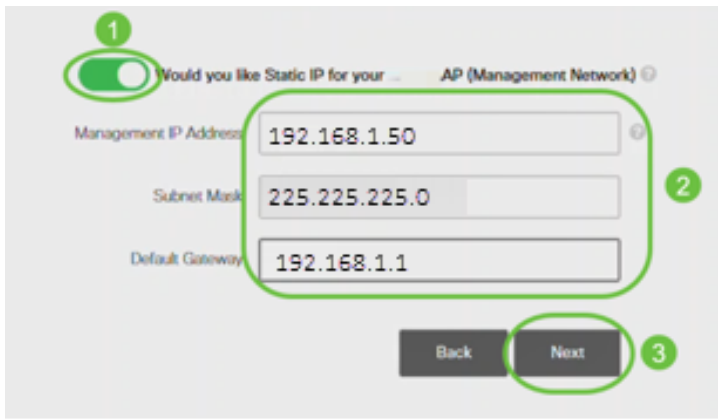 1
Would you like Static IP for your AP (Management Network) ?
Management IP Address 192.168.1.50 ?
Subnet Mask 225.225.225.0
2
Default Gateway 192.168.1.1
Back Next 3